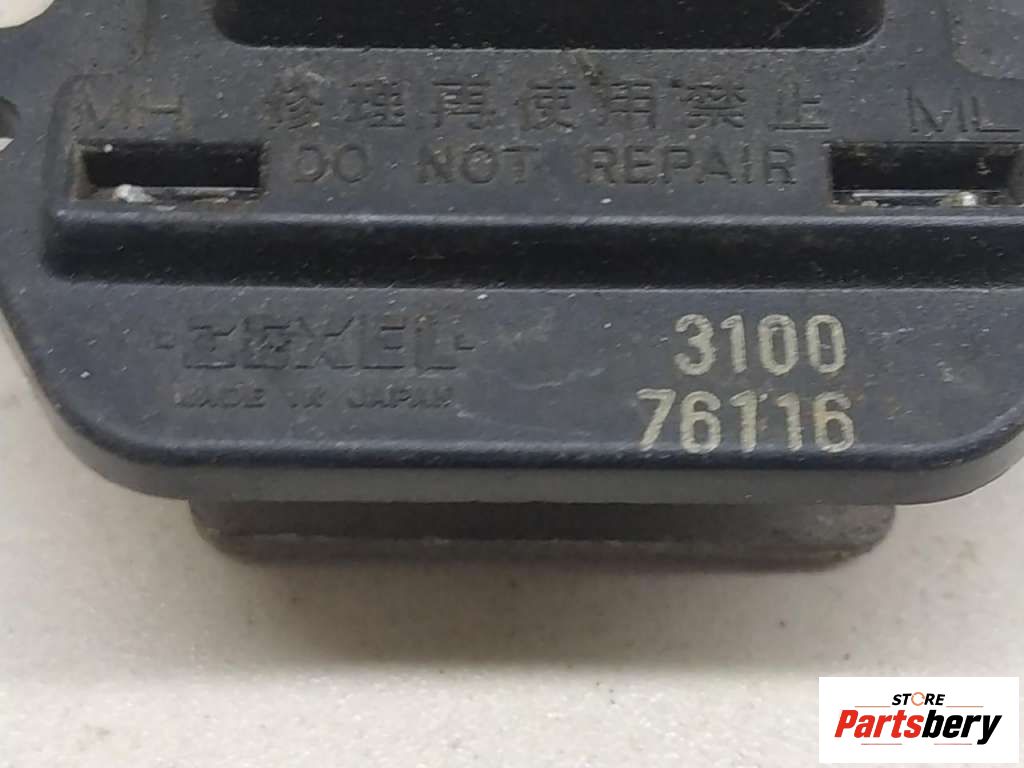 MH 修理再使用禁止 ML
DO NOT REPAIR
ZEXEL 3100
MADE IN JAPAN 76116
STORE
Partsbery